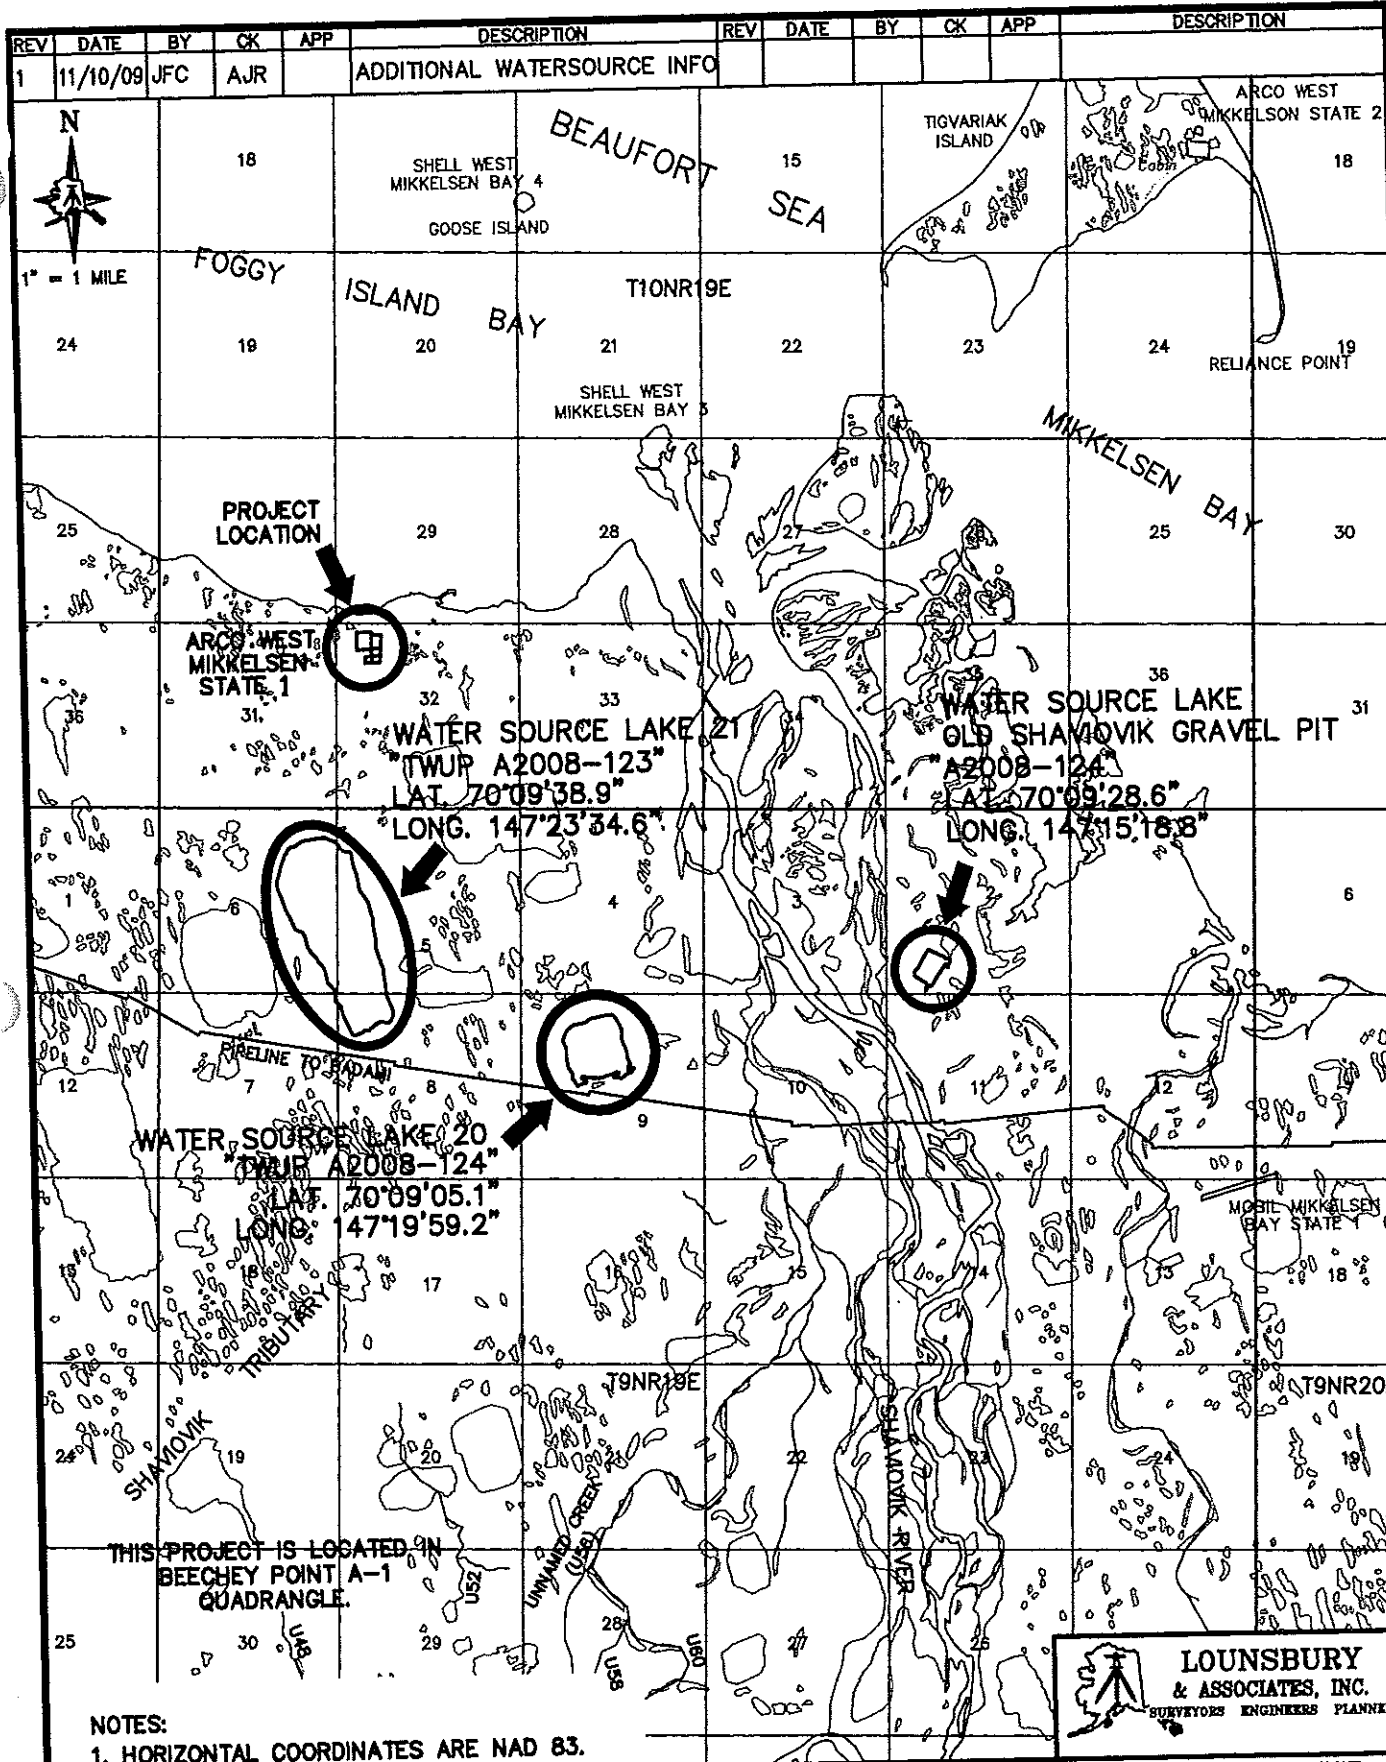 REV DATE BY CK APP DESCRIPTION REV DATE BY CK APP DESCRIPTION
1 11/10/09 JFC AJR ADDITIONAL WATERSOURCE INFO
N
1" = 1 MILE
18
SHELL WEST
MIKKELSEN BAY 4
GOOSE ISLAND
BEAUFORT
SEA
15
TIGVARIAK
ISLAND
ARCO WEST
MIKKELSON STATE 2
Cabin
18
FOGGY
ISLAND
BAY
T10NR19E
24 19 20 21 22 23 24 19
RELIANCE POINT
SHELL WEST
MIKKELSEN BAY 3
MIKKELSEN
BAY
PROJECT
LOCATION
25 29 28 27 26 25 30
ARCO WEST
MIKKELSEN
STATE 1
36 31 32 33 34 35 36 31
WATER SOURCE LAKE 21
"TWUP A2008-123"
LAT. 70°09'38.9"
LONG. 147°23'34.6"
WATER SOURCE LAKE
OLD SHAVIOVIK GRAVEL PIT
"A2008-124"
LAT. 70°09'28.6"
LONG. 147°15'18.8"
1 6 5 4 3 6
PIPELINE TO BADAMI
12 7 8 9 10 11 12 7
WATER SOURCE LAKE 20
"TWUP A2008-124"
LAT. 70°09'05.1"
LONG. 147°19'59.2"
MOBIL MIKKELSEN
BAY STATE 1
13 18 17 16 15 14 13 18
TRIBUTARY
SHAVIOVIK
T9NR19E
T9NR20
24 19 20 21 22 23 24 19
SHAVIOVIK RIVER
UNNAMED CREEK
(U56)
U52
THIS PROJECT IS LOCATED IN
BEECHEY POINT A-1
QUADRANGLE.
25 30 29 28 27 26
U48
U58
U60
LOUNSBURY
& ASSOCIATES, INC.
SURVEYORS ENGINEERS
NOTES:
1. HORIZONTAL COORDINATES ARE NAD 83.